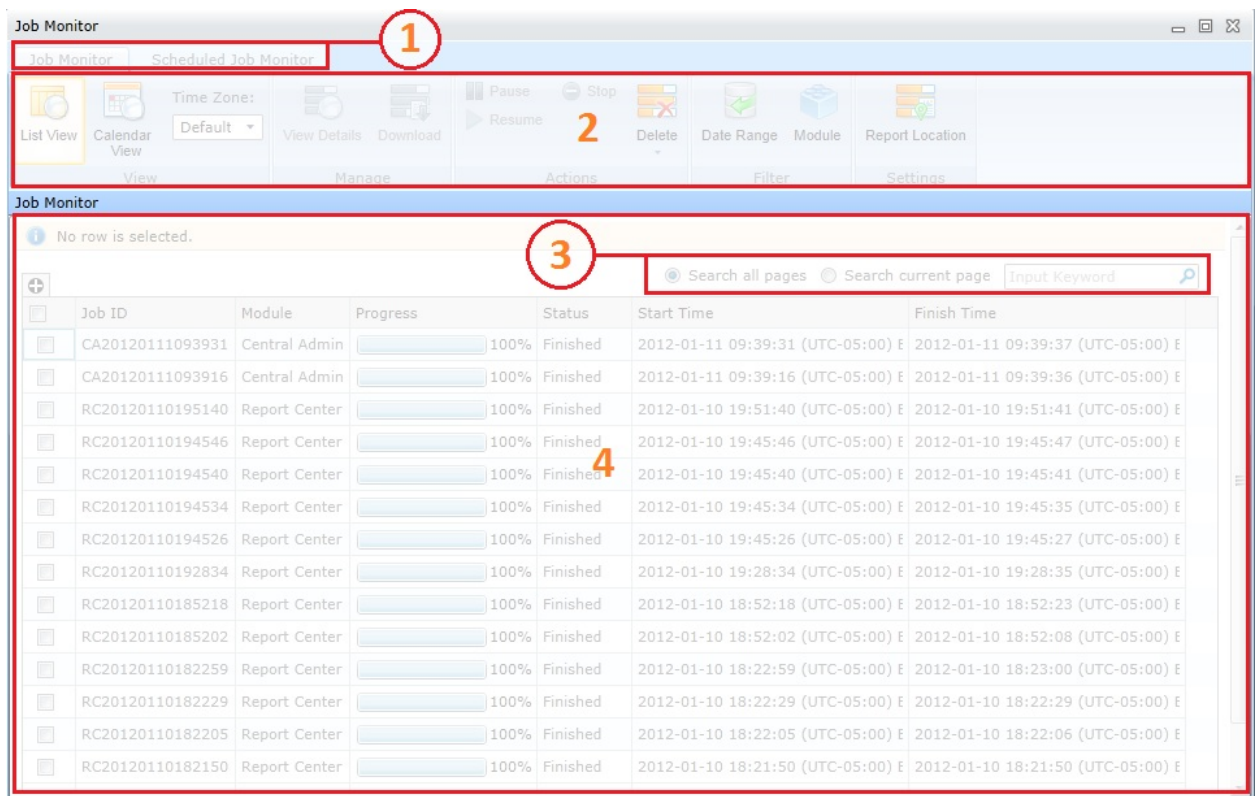 Job Monitor
1
Job Monitor Scheduled Job Monitor
List View
Calendar View
Time Zone:
Default
View
View Details
Download
Manage
Pause
Resume
Stop
2
Delete
Actions
Date Range
Module
Filter
Report Location
Settings
Job Monitor
No row is selected.
3
Search all pages Search current page Input Keyword
Job ID Module Progress Status Start Time Finish Time
CA20120111093931 Central Admin 100% Finished 2012-01-11 09:39:31 (UTC-05:00) E 2012-01-11 09:39:37 (UTC-05:00) E
CA20120111093916 Central Admin 100% Finished 2012-01-11 09:39:16 (UTC-05:00) E 2012-01-11 09:39:36 (UTC-05:00) E
RC20120110195140 Report Center 100% Finished 2012-01-10 19:51:40 (UTC-05:00) E 2012-01-10 19:51:41 (UTC-05:00) E
RC20120110194546 Report Center 100% Finished 2012-01-10 19:45:46 (UTC-05:00) E 2012-01-10 19:45:47 (UTC-05:00) E
RC20120110194540 Report Center 100% Finished 2012-01-10 19:45:40 (UTC-05:00) E 2012-01-10 19:45:41 (UTC-05:00) E
4
RC20120110194534 Report Center 100% Finished 2012-01-10 19:45:34 (UTC-05:00) E 2012-01-10 19:45:35 (UTC-05:00) E
RC20120110194526 Report Center 100% Finished 2012-01-10 19:45:26 (UTC-05:00) E 2012-01-10 19:45:27 (UTC-05:00) E
RC20120110192834 Report Center 100% Finished 2012-01-10 19:28:34 (UTC-05:00) E 2012-01-10 19:28:35 (UTC-05:00) E
RC20120110185218 Report Center 100% Finished 2012-01-10 18:52:18 (UTC-05:00) E 2012-01-10 18:52:23 (UTC-05:00) E
RC20120110185202 Report Center 100% Finished 2012-01-10 18:52:02 (UTC-05:00) E 2012-01-10 18:52:08 (UTC-05:00) E
RC20120110182259 Report Center 100% Finished 2012-01-10 18:22:59 (UTC-05:00) E 2012-01-10 18:23:00 (UTC-05:00) E
RC20120110182229 Report Center 100% Finished 2012-01-10 18:22:29 (UTC-05:00) E 2012-01-10 18:22:29 (UTC-05:00) E
RC20120110182205 Report Center 100% Finished 2012-01-10 18:22:05 (UTC-05:00) E 2012-01-10 18:22:06 (UTC-05:00) E
RC20120110182150 Report Center 100% Finished 2012-01-10 18:21:50 (UTC-05:00) E 2012-01-10 18:21:50 (UTC-05:00) E